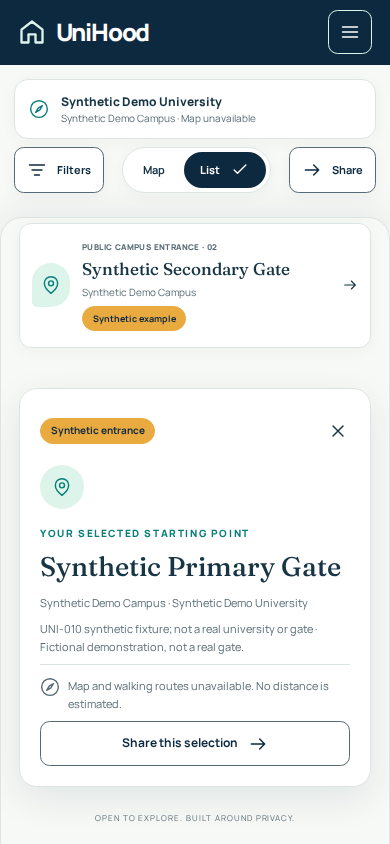 UniHood
Synthetic Demo University
Synthetic Demo Campus · Map unavailable
Filters
Map
List
Share
PUBLIC CAMPUS ENTRANCE · 02
Synthetic Secondary Gate
Synthetic Demo Campus
Synthetic example
Synthetic entrance
YOUR SELECTED STARTING POINT
Synthetic Primary Gate
Synthetic Demo Campus · Synthetic Demo University
UNI-010 synthetic fixture; not a real university or gate ·
Fictional demonstration, not a real gate.
Map and walking routes unavailable. No distance is
estimated.
Share this selection
OPEN TO EXPLORE. BUILT AROUND PRIVACY.